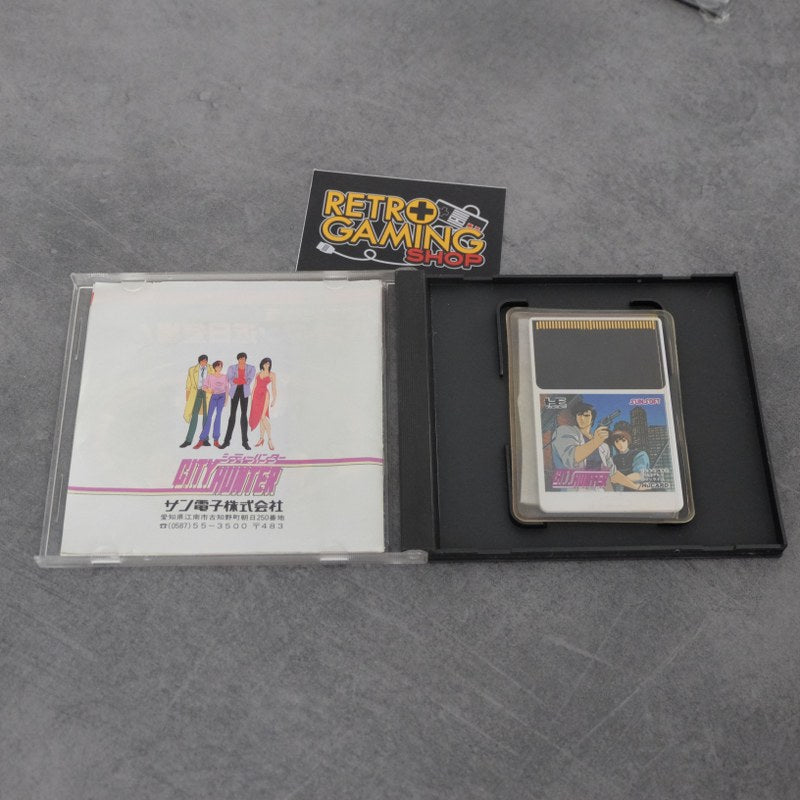 RETRO
GAMING
SHOP
シティーハンター
CITY HUNTER
サン電子株式会社
愛知県江南市古知野町朝日250番地
☎(0587)55-3500 〒483
SUNSOFT
CITY HUNTER
HuCARD